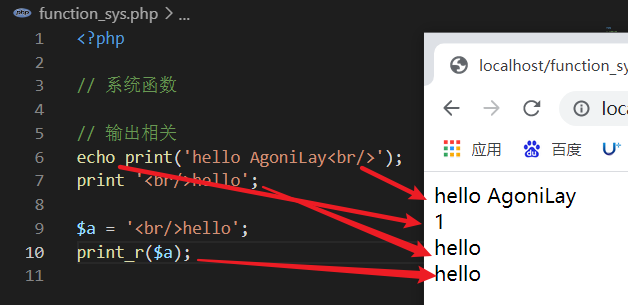 function_sys.php > ...
1 <?php
2
3 // 系统函数
4
5 // 输出相关
6 echo print('hello AgoniLay<br/>');
7 print '<br/>hello';
8
9 $a = '<br/>hello';
10 print_r($a);
11
localhost/function_sy
loca
应用 百度
hello AgoniLay
1
hello
hello